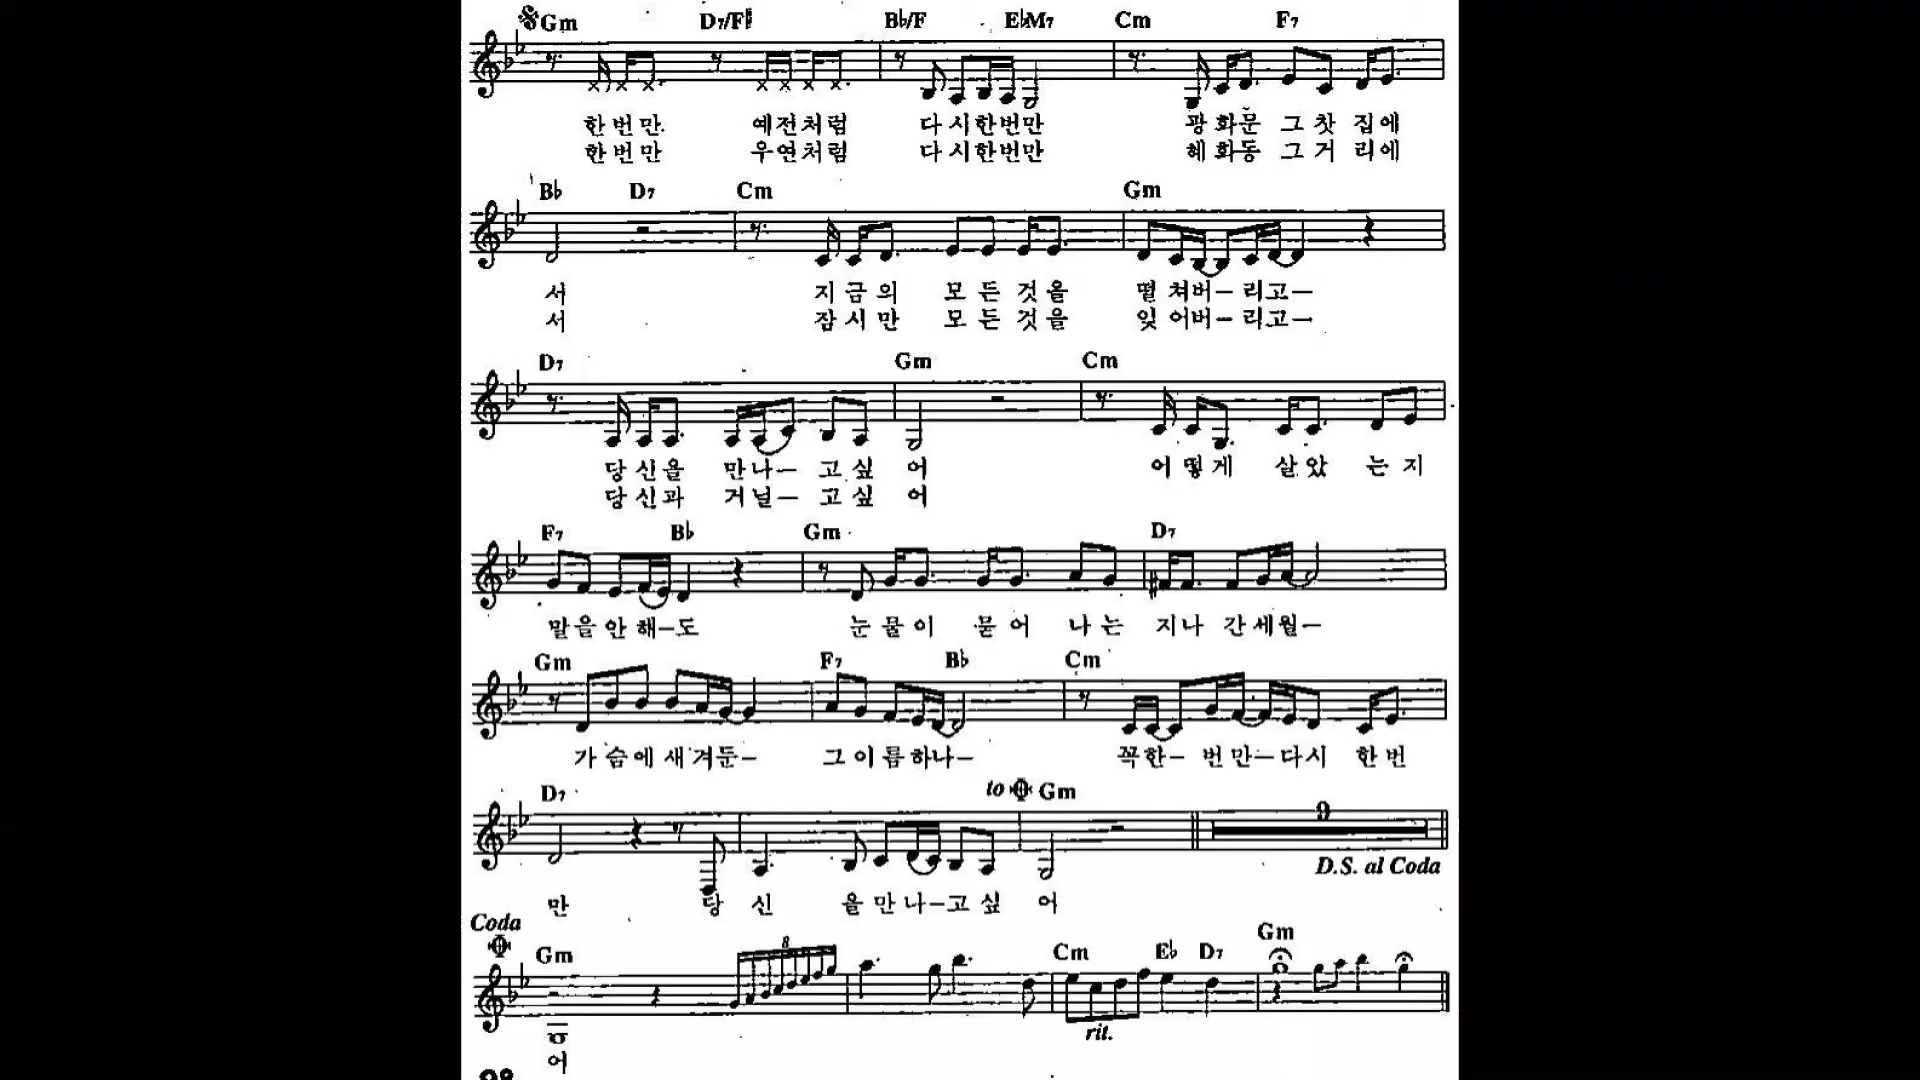 Gm D7/F# Bb/F EbM7 Cm F7
한번만. 예전처럼 다시한번만 광화문 그찻집에
한번만 우연처럼 다시한번만 혜화동 그거리에
Bb D7 Cm Gm
서 지금의 모든것을 떨쳐버-리고-
서 잠시만 모든것을 잊어버-리고-
D7 Gm Cm
당신을 만나-고싶어 어떻게 살았는지
당신과 거닐-고싶어
F7 Bb Gm D7
말을안해-도 눈물이 묻어나는 지나간세월-
Gm F7 Bb Cm
가슴에새겨둔- 그이름하나- 꼭한-번만-다시한번
D7 to Gm
9
D.S. al Coda
만 당신을만나-고싶어
Coda
Gm 8 Cm Eb D7 Gm
rit.
어